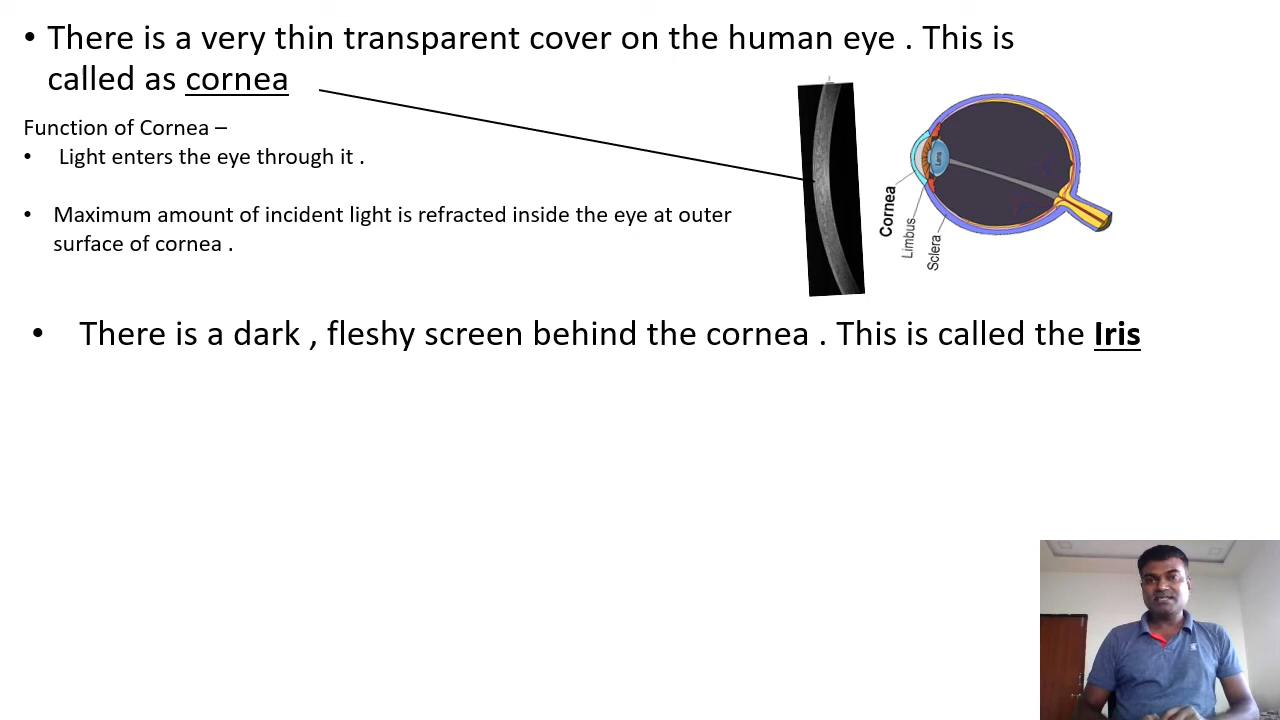 • There is a very thin transparent cover on the human eye . This is
called as cornea
Function of Cornea –
• Light enters the eye through it .
• Maximum amount of incident light is refracted inside the eye at outer
surface of cornea .
Lens
Cornea
Limbus
Sclera
• There is a dark , fleshy screen behind the cornea . This is called the Iris